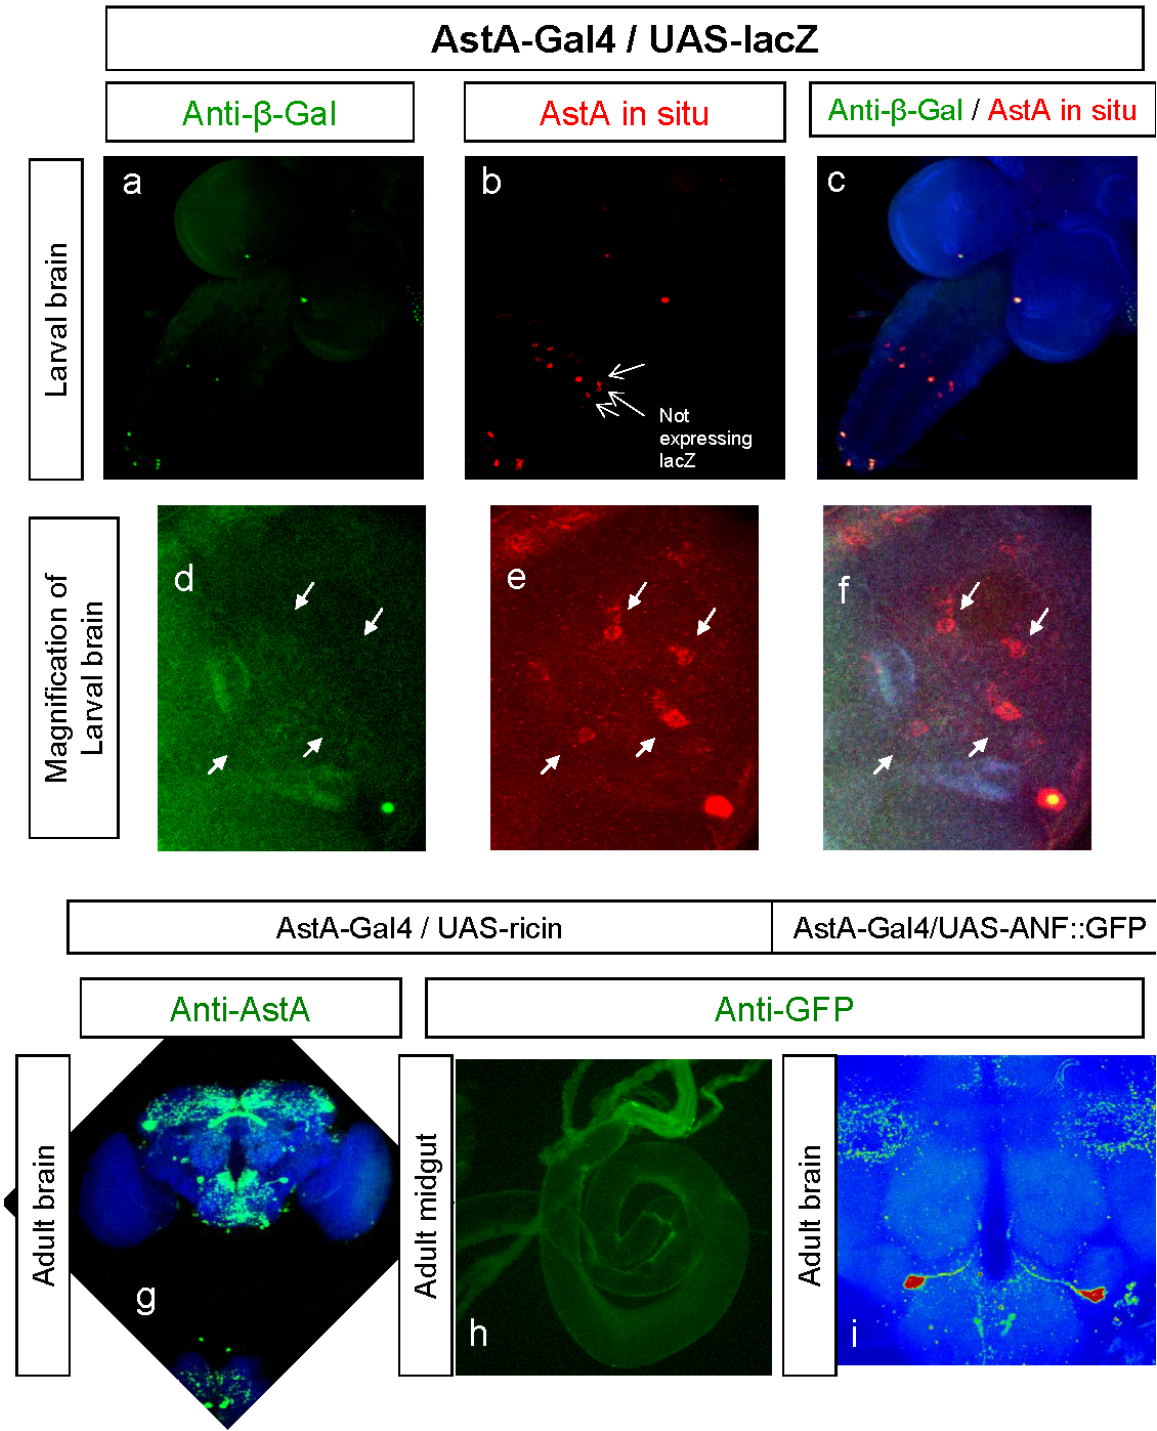 AstA-Gal4 / UAS-lacZ
Anti-β-Gal
AstA in situ
Anti-β-Gal / AstA in situ
Larval brain
a
b
c
Not
expressing
lacZ
Magnification of
Larval brain
d
e
f
AstA-Gal4 / UAS-ricin
AstA-Gal4/UAS-ANF::GFP
Anti-AstA
Anti-GFP
Adult brain
g
Adult midgut
h
Adult brain
i